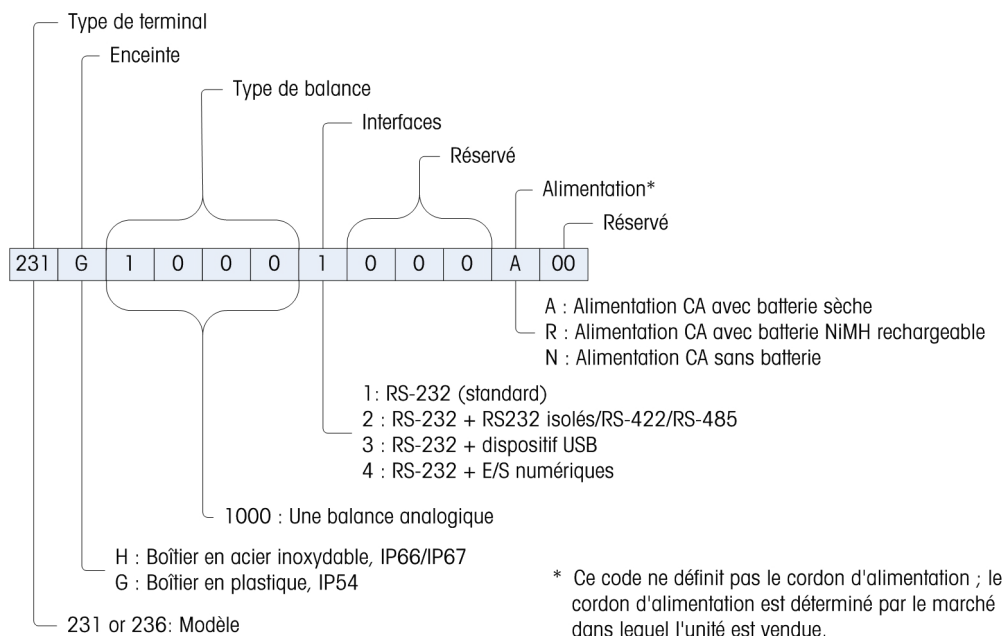 Type de terminal
Enceinte
Type de balance
Interfaces
Réservé
Alimentation*
Réservé
231 G 1 0 0 0 1 0 0 0 A 00
A : Alimentation CA avec batterie sèche
R : Alimentation CA avec batterie NiMH rechargeable
N : Alimentation CA sans batterie
1: RS-232 (standard)
2 : RS-232 + RS232 isolés/RS-422/RS-485
3 : RS-232 + dispositif USB
4 : RS-232 + E/S numériques
1000 : Une balance analogique
H : Boîtier en acier inoxydable, IP66/IP67
G : Boîtier en plastique, IP54
231 or 236: Modèle
* Ce code ne définit pas le cordon d'alimentation ; le
cordon d'alimentation est déterminé par le marché
dans lequel l'unité est vendue.